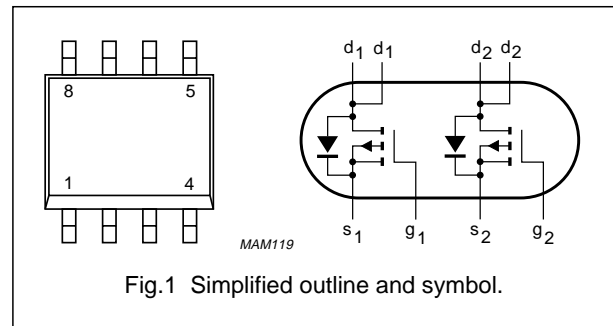 d1 d1 d2 d2
8 5
1 4
s1 g1 s2 g2
MAM119
Fig.1 Simplified outline and symbol.